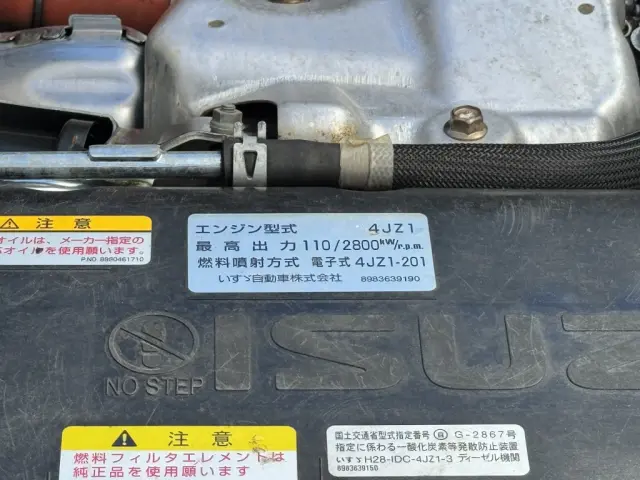 注意
オイルは、メーカー指定の
オイルを使用願います
P.NO. 8980461710
エンジン型式 4JZ1
最高出力 110/2800kW/r.p.m.
燃料噴射方式 電子式 4JZ1-201
いすゞ自動車株式会社 8983639190
ISUZ
NO STEP
注意
燃料フィルタエレメントは
純正品を使用願います
国土交通省型式指定番号 G-2867号
指定に係わる一酸化炭素等発散防止装置
いすゞH28-IDC-4JZ1-3 ディーゼル機関
8983639150